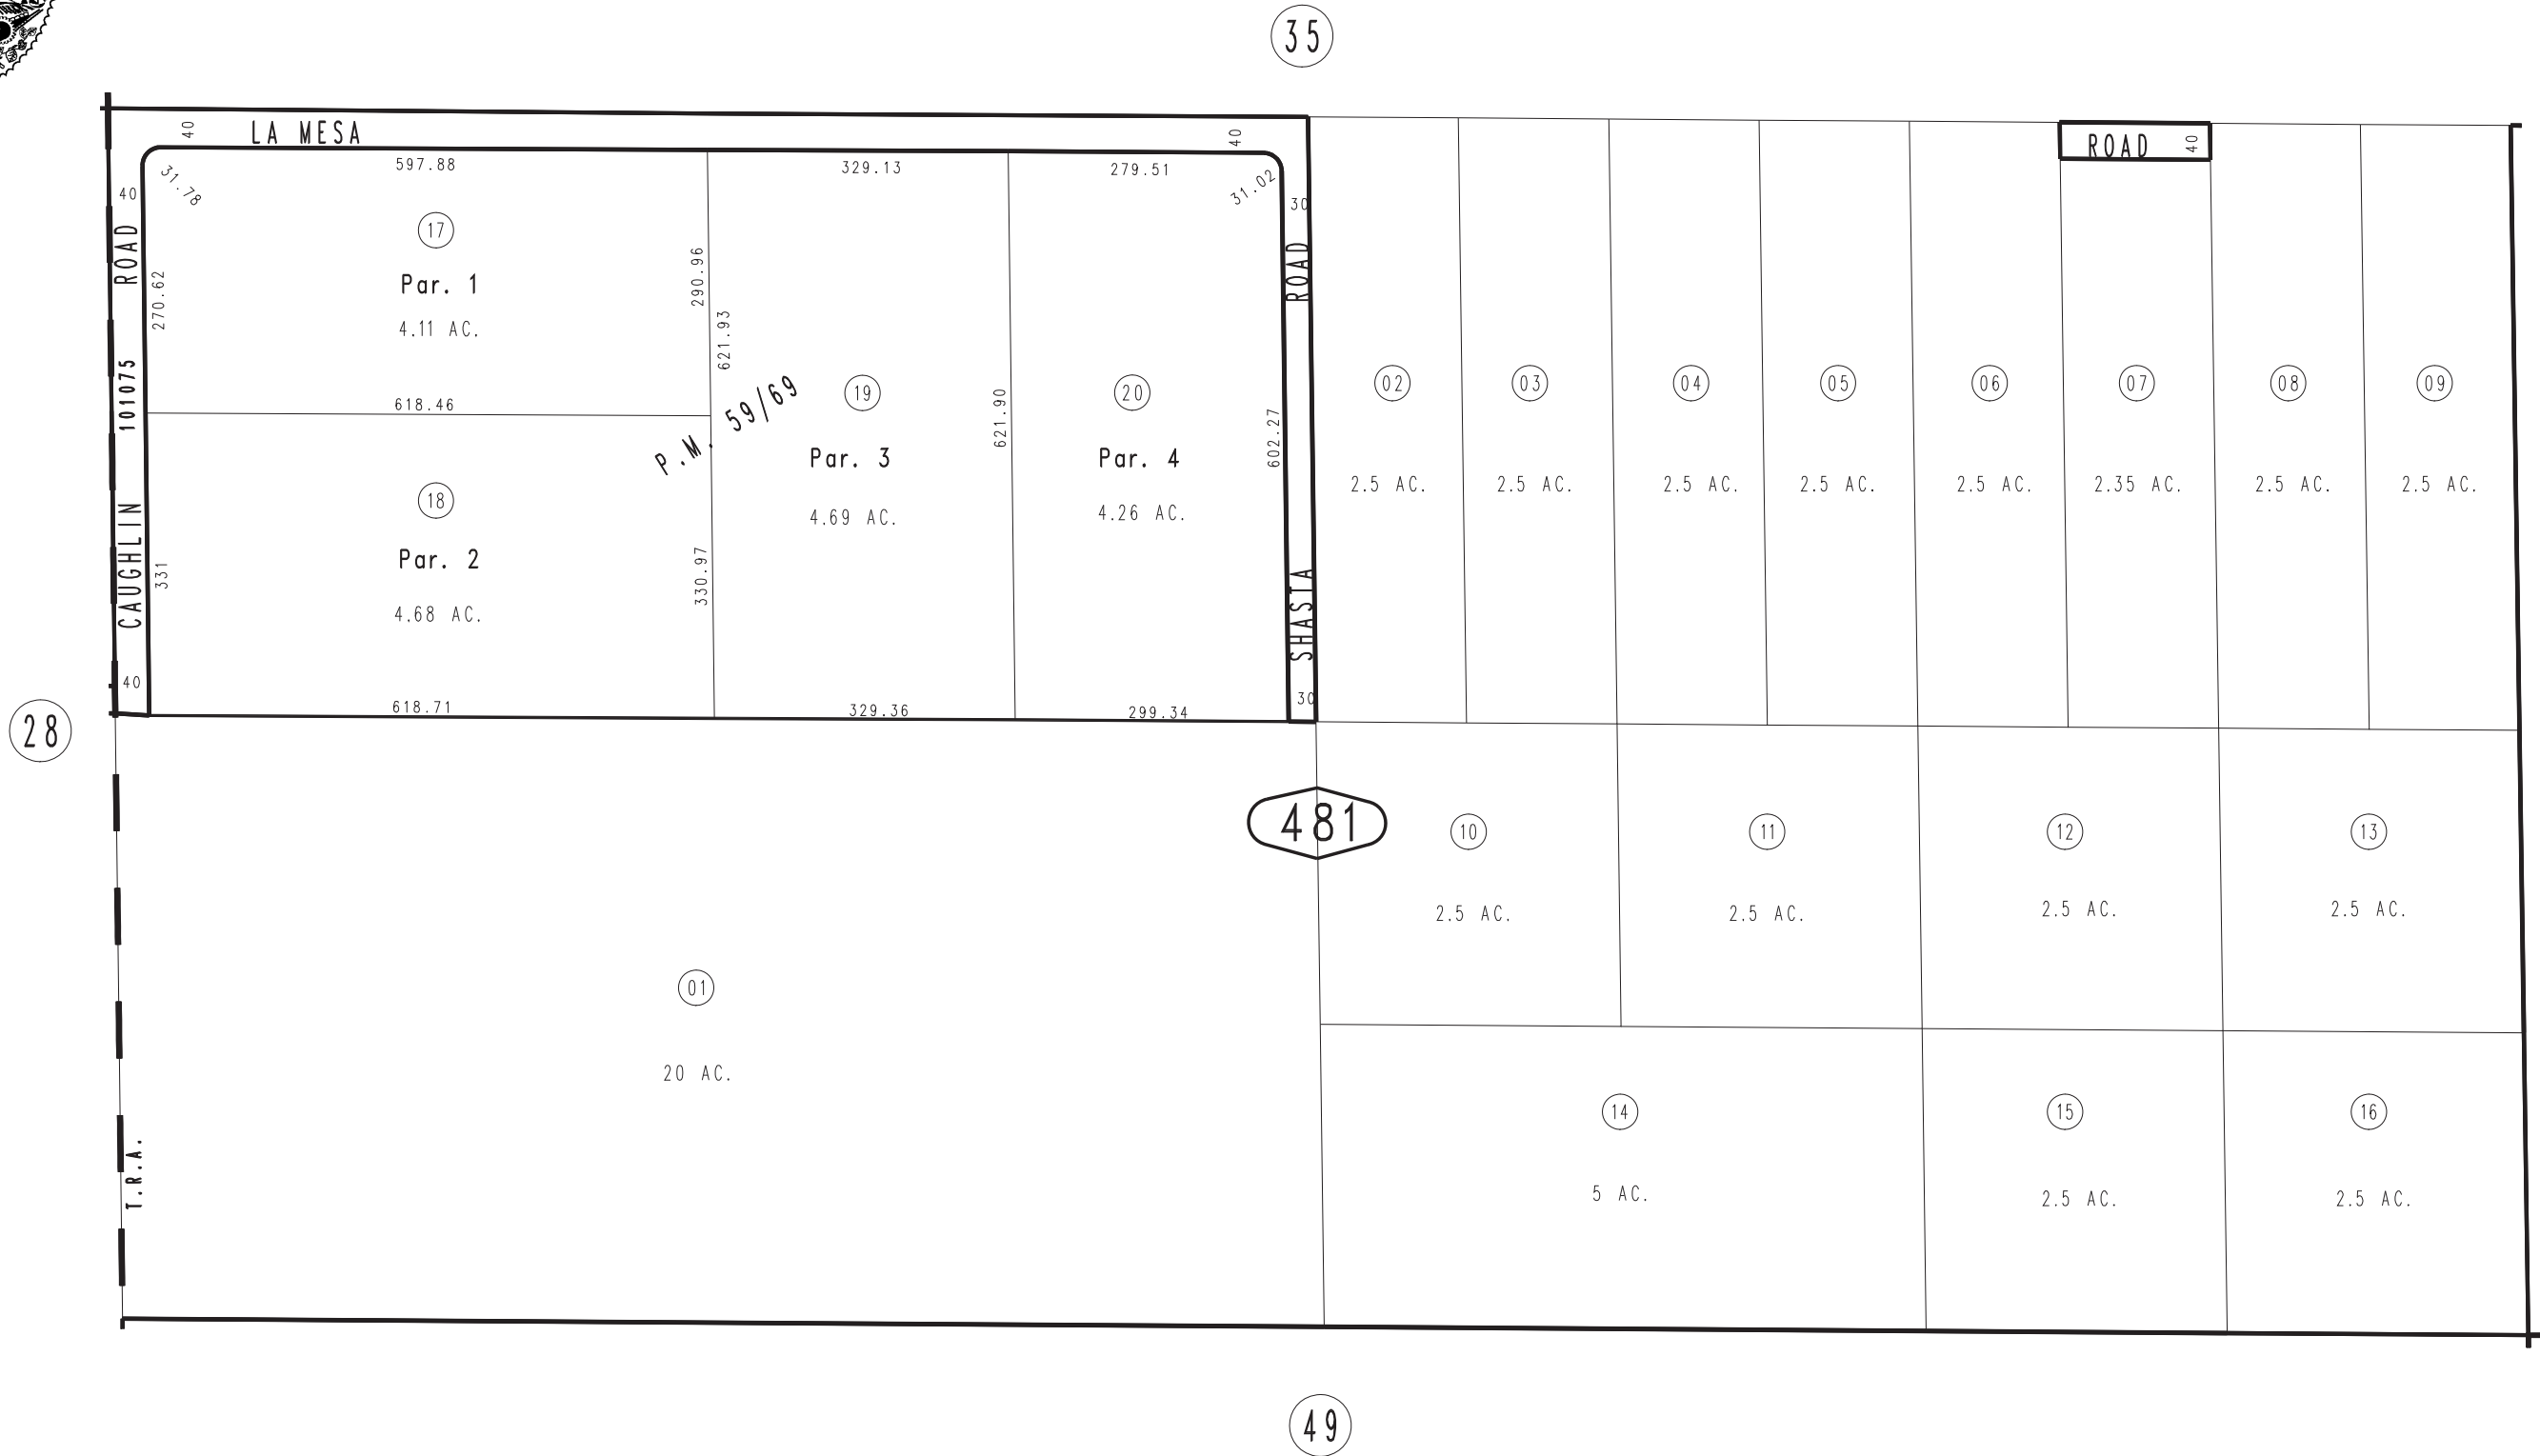 35
LA MESA
40
40
ROAD
40
597.88
329.13
279.51
31.78
31.02
40
30
17
Par. 1
4.11 AC.
270.62
290.96
621.93
618.46
ROAD
101075
CAUGHLIN
P.M. 59/69
18
Par. 2
4.68 AC.
331
330.97
40
618.71
19
Par. 3
4.69 AC.
621.90
329.36
20
Par. 4
4.26 AC.
602.27
299.34
ROAD
SHASTA
30
02
03
04
05
06
07
08
09
2.5 AC.
2.5 AC.
2.5 AC.
2.5 AC.
2.5 AC.
2.35 AC.
2.5 AC.
2.5 AC.
28
481
10
11
12
13
2.5 AC.
2.5 AC.
2.5 AC.
2.5 AC.
01
20 AC.
14
15
16
5 AC.
2.5 AC.
2.5 AC.
T.R.A.
49